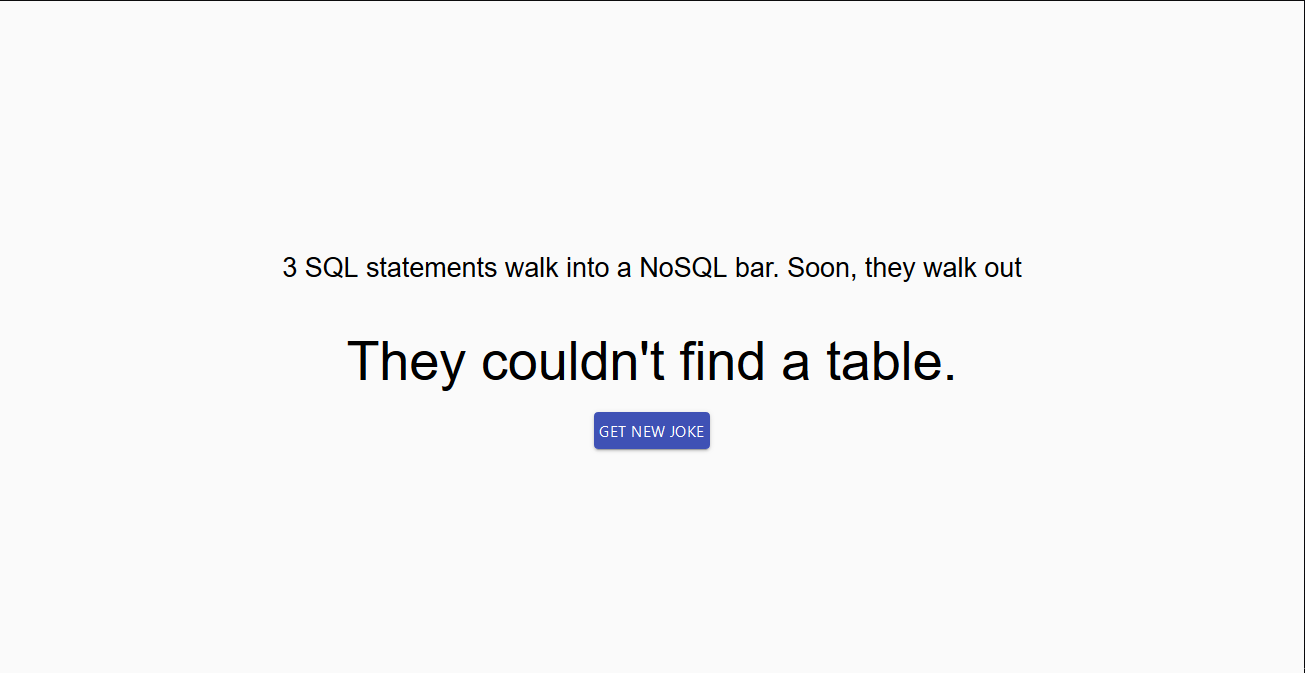 3 SQL statements walk into a NoSQL bar. Soon, they walk out
They couldn't find a table.
GET NEW JOKE